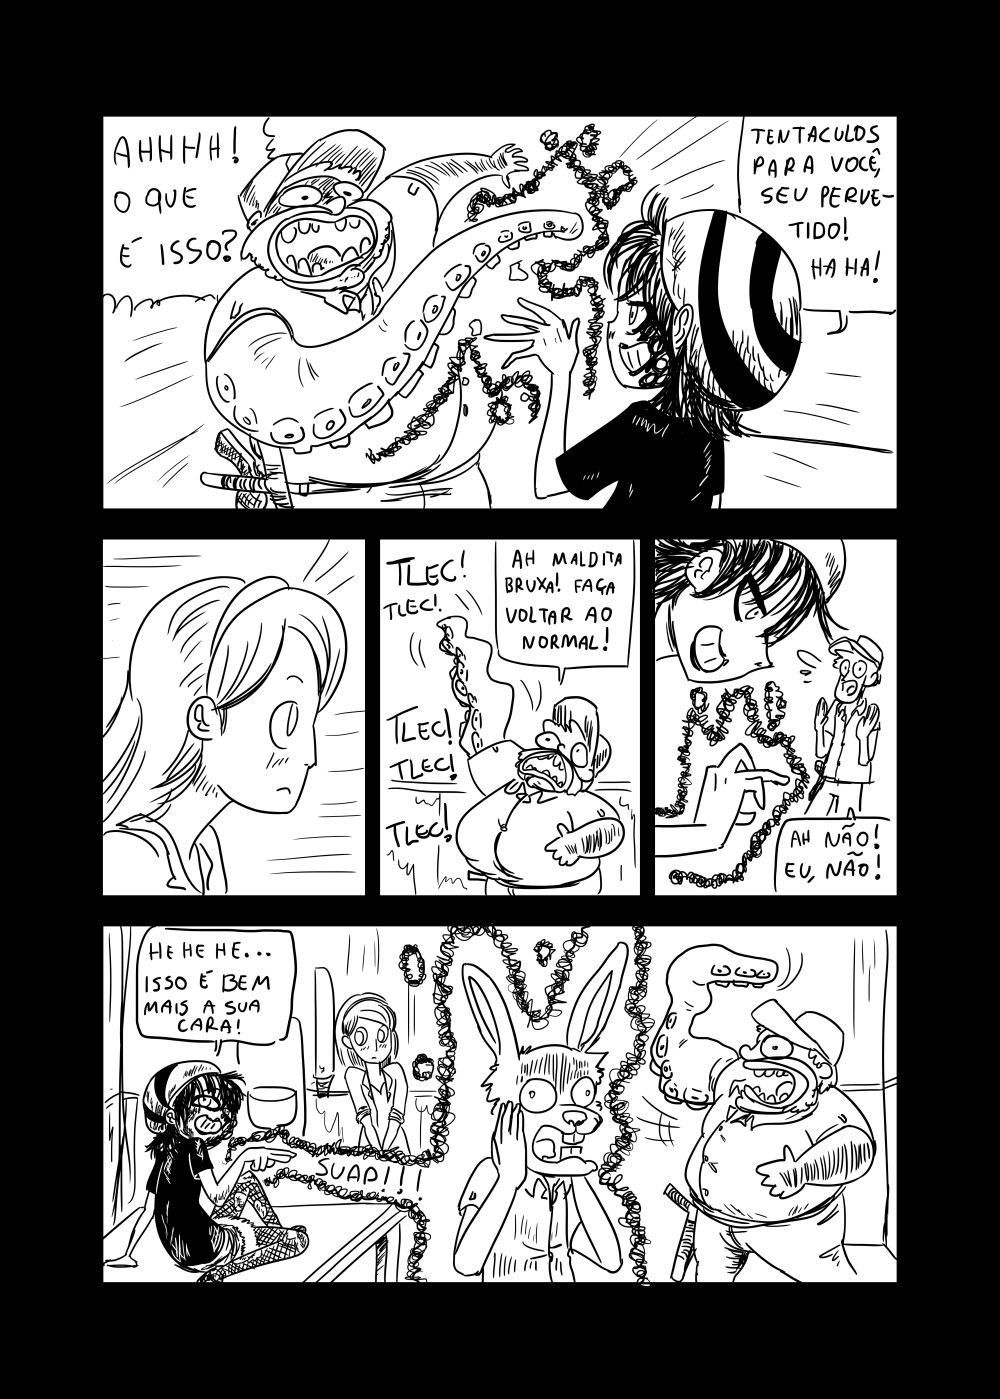 AHHHH!
O QUE
É ISSO?
TENTACULOS
PARA VOCÊ,
SEU PERVE-
TIDO!
HA HA!
TLEC!
TLEC!
AH MALDITA
BRUXA! FAÇA
VOLTAR AO
NORMAL!
TLEC!
TLEC!
TLEC!
AH NÃO!
EU, NÃO!
HE HE HE...
ISSO É BEM
MAIS A SUA
CARA!
SUAP!!!